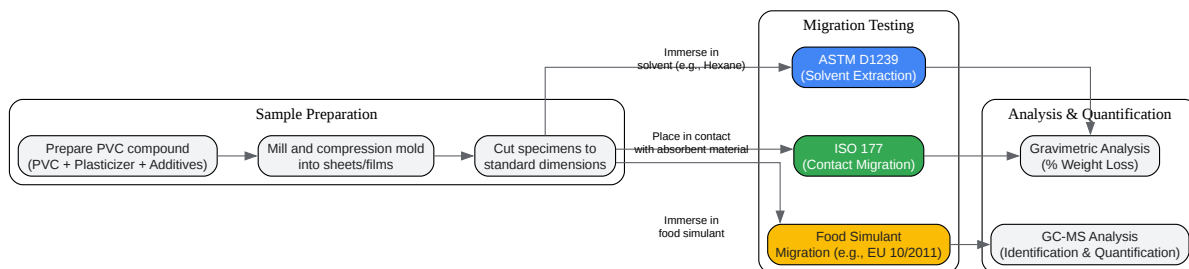 Migration Testing
Immerse in
solvent (e.g., Hexane)
ASTM D1239
(Solvent Extraction)
Sample Preparation
Analysis & Quantification
Prepare PVC compound
(PVC + Plasticizer + Additives)
Mill and compression mold
into sheets/films
Cut specimens to
standard dimensions
Place in contact
with absorbent material
ISO 177
(Contact Migration)
Gravimetric Analysis
(% Weight Loss)
Immerse in
food simulant
Food Simulant
Migration (e.g., EU 10/2011)
GC-MS Analysis
(Identification & Quantification)